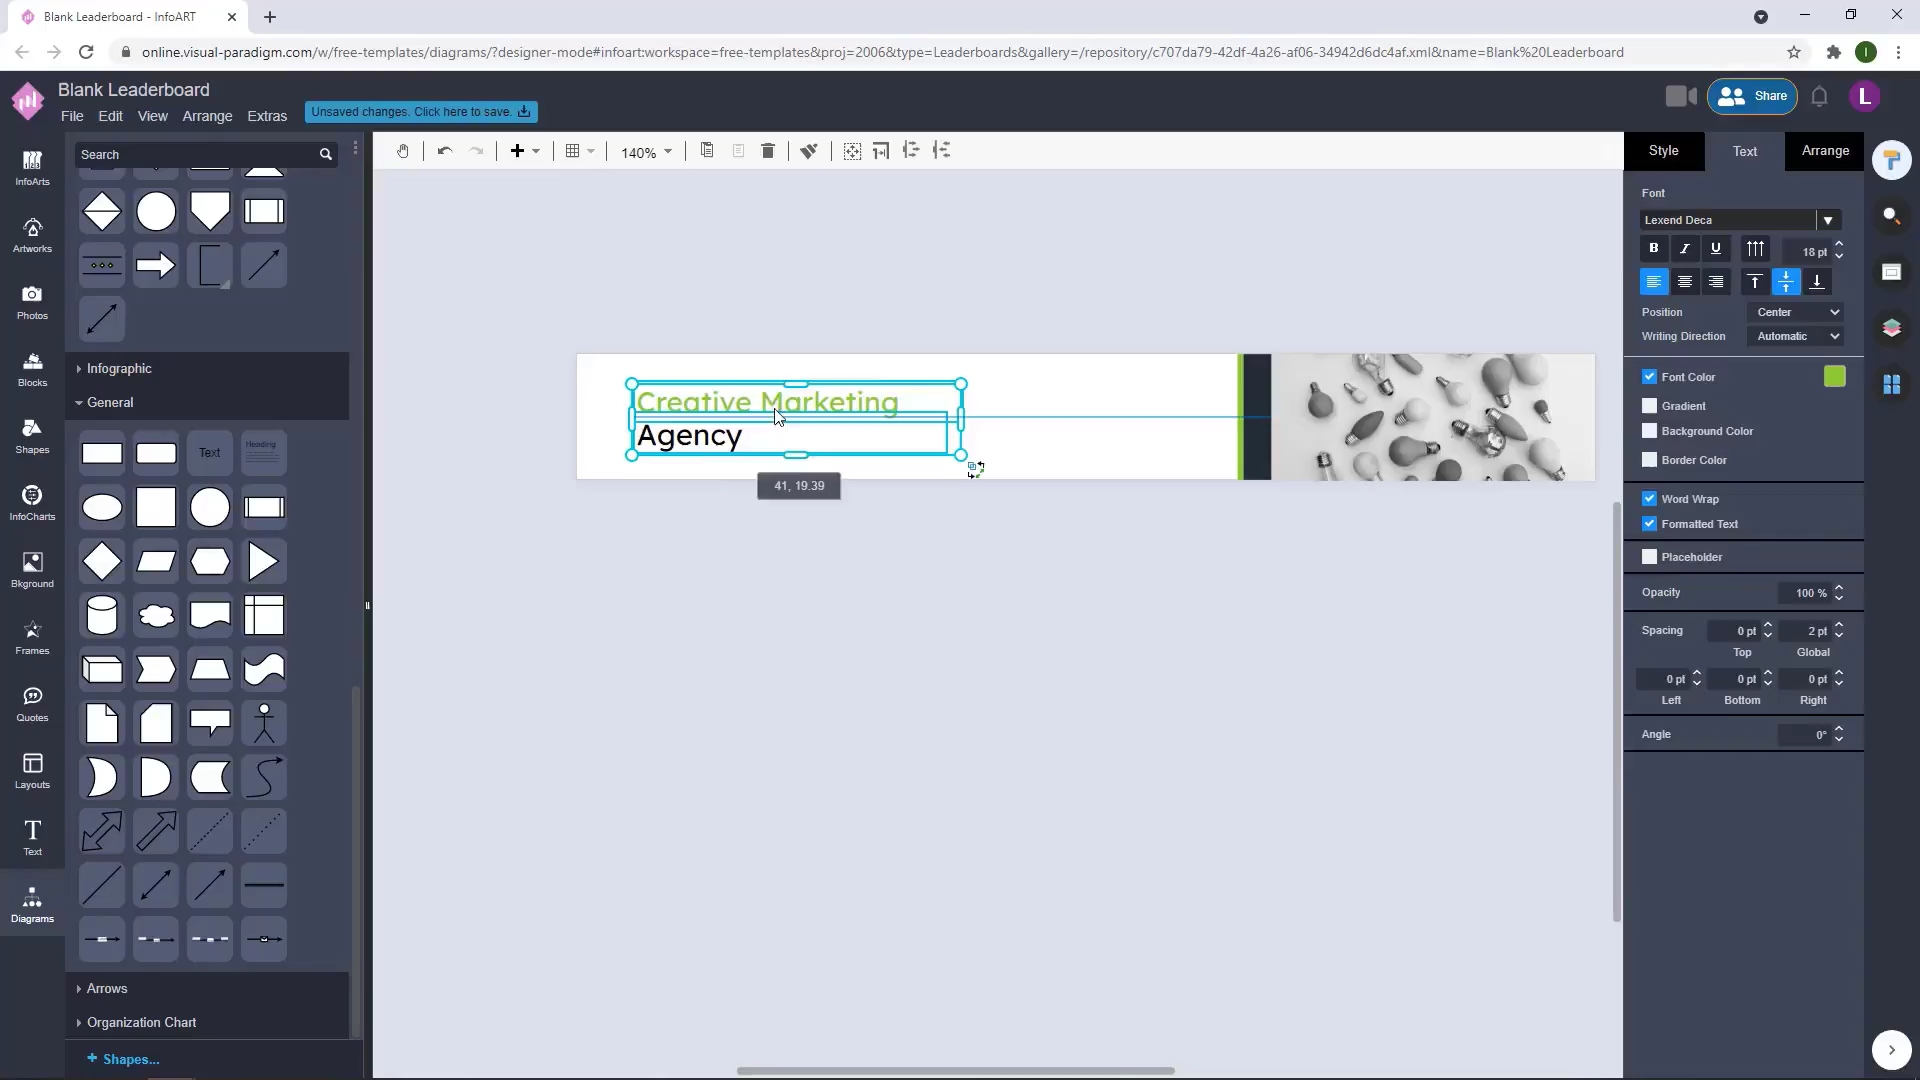 Blank Leaderboard - InfoART
online.visual-paradigm.com/w/free-templates/diagrams/?designer-mode#infoart:workspace=free-templates&proj=2006&type=Leaderboards&gallery=/repository/c707da79-42df-4a26-af06-34942d6dc4af.xml&name=Blank%20Leaderboard
I
Blank Leaderboard
File Edit View Arrange Extras
Unsaved changes. Click here to save.
Share
L
Search
140%
Style Text Arrange
InfoArts
Artworks
Photos
Blocks
Shapes
InfoCharts
Bkground
Frames
Quotes
Layouts
T
Text
Diagrams
Infographic
General
Text
Heading
Arrows
Organization Chart
+ Shapes...
Creative Marketing
Agency
41, 19.39
Font
Lexend Deca
B I U 18 pt
Position Center
Writing Direction Automatic
Font Color
Gradient
Background Color
Border Color
Word Wrap
Formatted Text
Placeholder
Opacity 100 %
Spacing 0 pt 2 pt
Top Global
0 pt 0 pt 0 pt
Left Bottom Right
Angle 0°